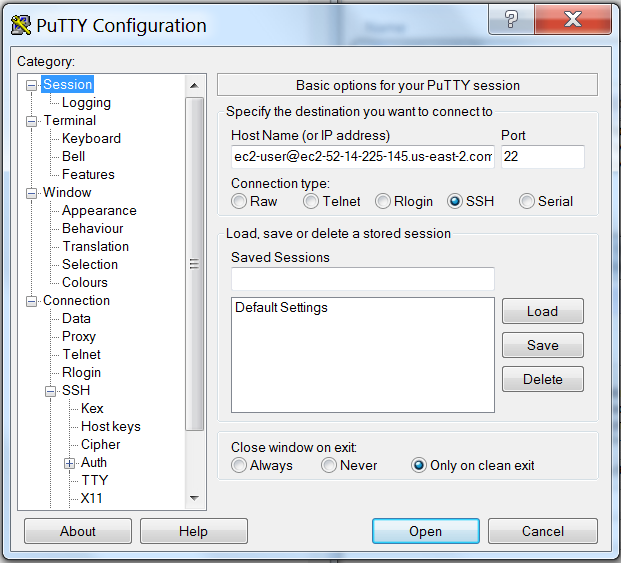 Name
PuTTY Configuration
?
Category:
Session
Logging
Terminal
Keyboard
Bell
Features
Window
Appearance
Behaviour
Translation
Selection
Colours
Connection
Data
Proxy
Telnet
Rlogin
SSH
Kex
Host keys
Cipher
Auth
TTY
X11
Basic options for your PuTTY session
Specify the destination you want to connect to
Host Name (or IP address) Port
ec2-user@ec2-52-14-225-145.us-east-2.com 22
Connection type:
Raw Telnet Rlogin SSH Serial
Load, save or delete a stored session
Saved Sessions
Default Settings
Load
Save
Delete
Close window on exit:
Always Never Only on clean exit
About Help Open Cancel